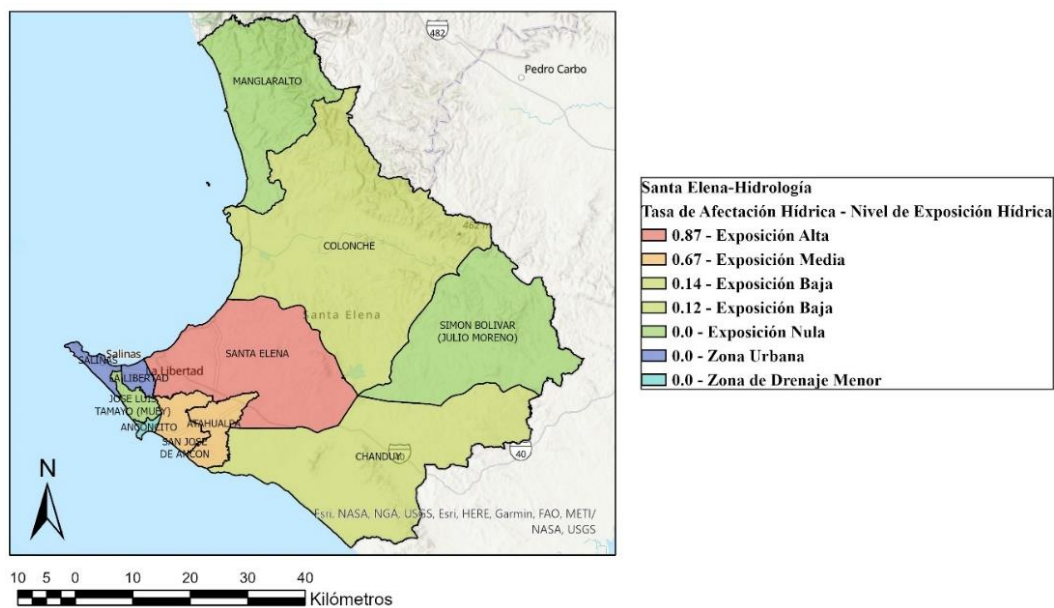 482
Pedro Carbo
MANGLARALTO
462 m
COLONCHE
SIMON BOLIVAR
(JULIO MORENO)
Santa Elena
SANTA ELENA
Salinas
SALINAS
La Libertad
LA LIBERTAD
JOSE LUIS
TAMAYO (MUEY)
ANCONCITO
ATAHUALPA
SAN JOSE
DE ANCON
CHANDUY
40
Esri, NASA, NGA, USGS, Esri, HERE, Garmin, FAO, METI/
NASA, USGS
N
10 5 0 10 20 30 40
Kilómetros
Santa Elena-Hidrología
Tasa de Afectación Hídrica - Nivel de Exposición Hídrica
0.87 - Exposición Alta
0.67 - Exposición Media
0.14 - Exposición Baja
0.12 - Exposición Baja
0.0 - Exposición Nula
0.0 - Zona Urbana
0.0 - Zona de Drenaje Menor